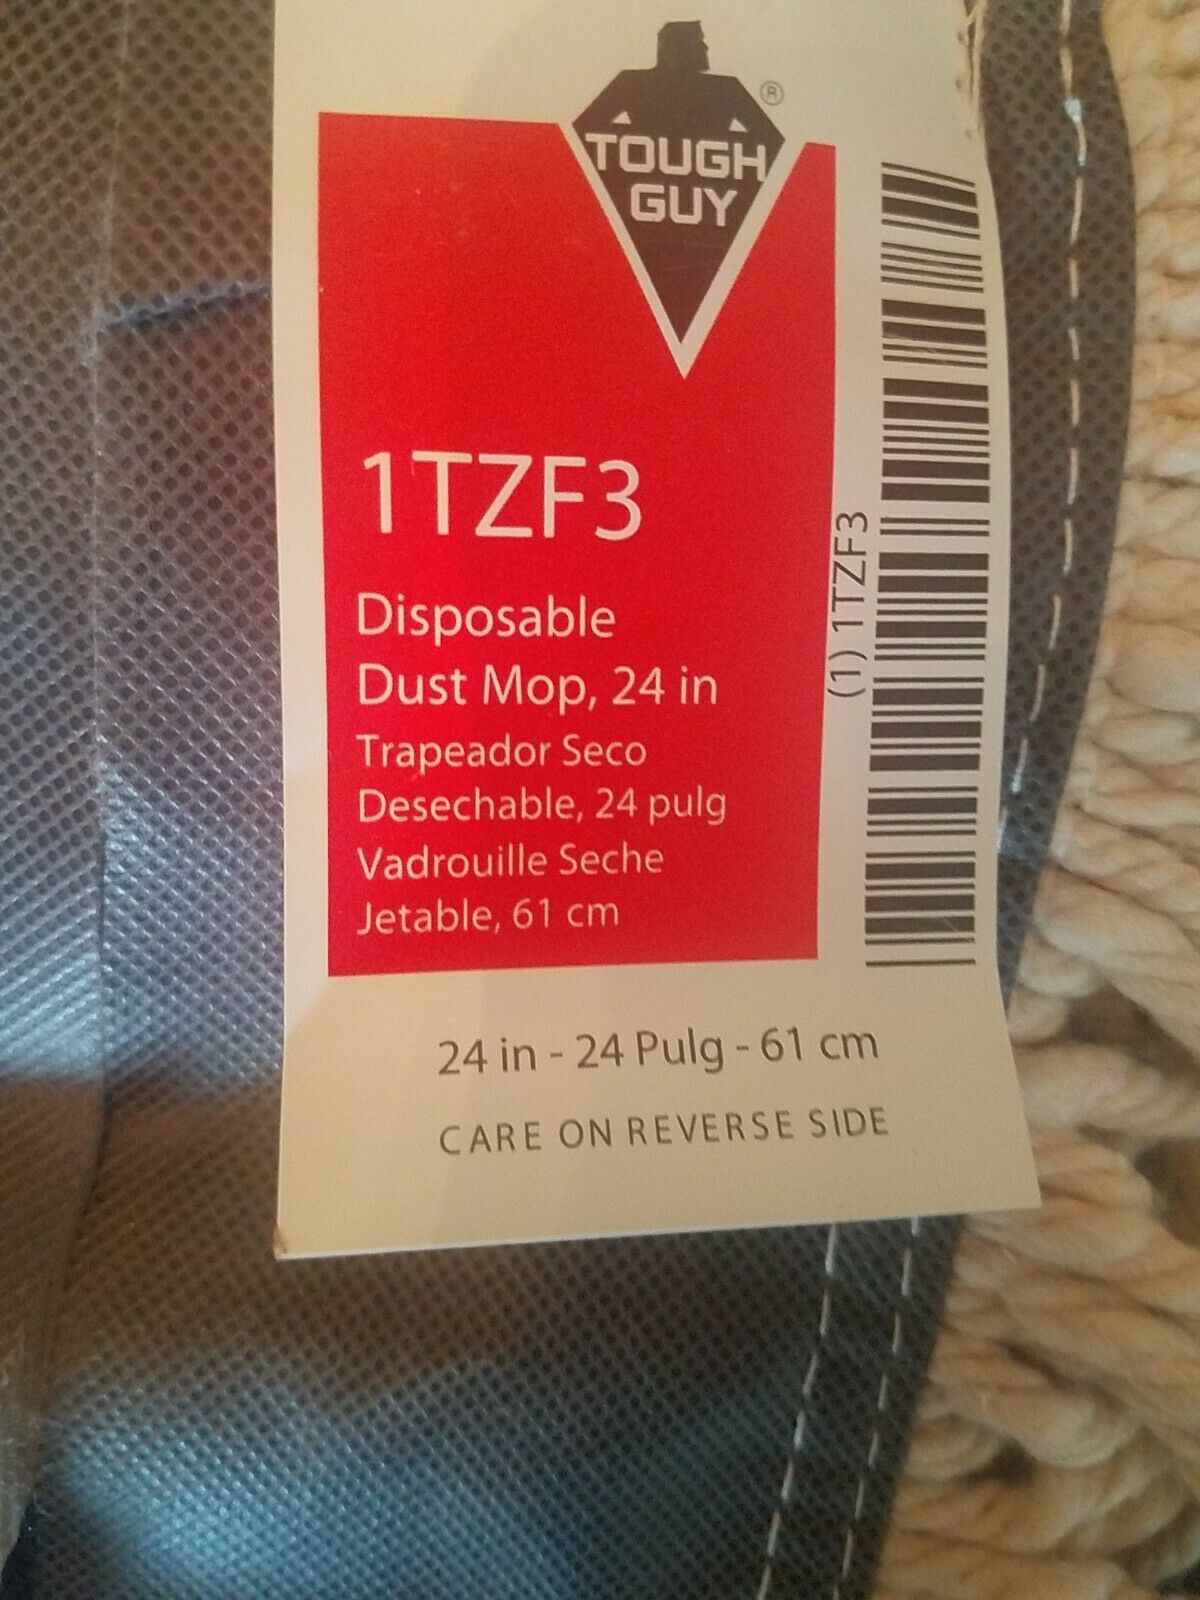 TOUGH
GUY
®
1TZF3
Disposable
Dust Mop, 24 in
Trapeador Seco
Desechable, 24 pulg
Vadrouille Seche
Jetable, 61 cm
(1) 1TZF3
24 in - 24 Pulg - 61 cm
CARE ON REVERSE SIDE